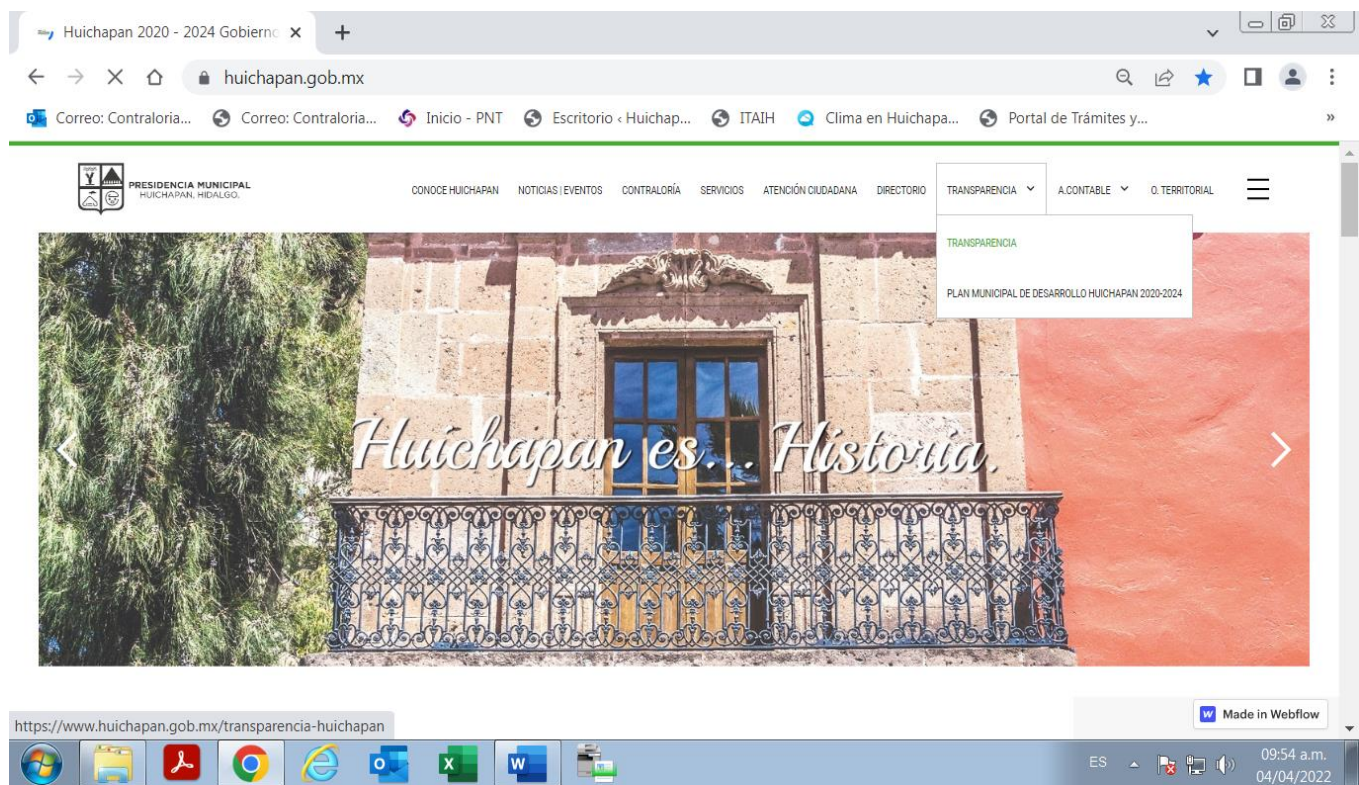 Huichapan 2020 - 2024 Gobierno
huichapan.gob.mx
Correo: Contraloria... Correo: Contraloria... Inicio - PNT Escritorio ‹ Huichap... ITAIH Clima en Huichapa... Portal de Trámites y... »
PRESIDENCIA MUNICIPAL
HUICHAPAN, HIDALGO.
CONOCE HUICHAPAN NOTICIAS | EVENTOS CONTRALORÍA SERVICIOS ATENCIÓN CIUDADANA DIRECTORIO TRANSPARENCIA A.CONTABLE O. TERRITORIAL
TRANSPARENCIA
PLAN MUNICIPAL DE DESARROLLO HUICHAPAN 2020-2024
Huichapan es... Historia.
Made in Webflow
https://www.huichapan.gob.mx/transparencia-huichapan
ES 09:54 a.m.
04/04/2022